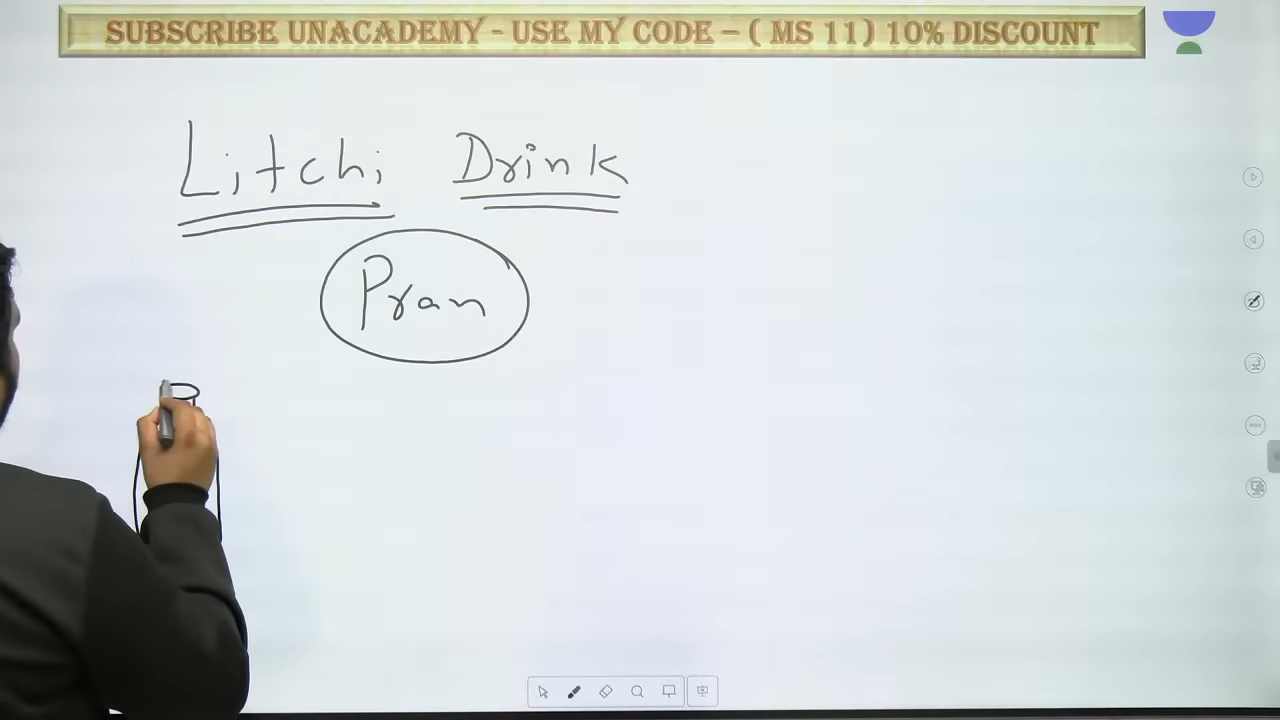 SUBSCRIBE UNACADEMY - USE MY CODE – ( MS 11 ) 10% DISCOUNT
Litchi Drink
Pran